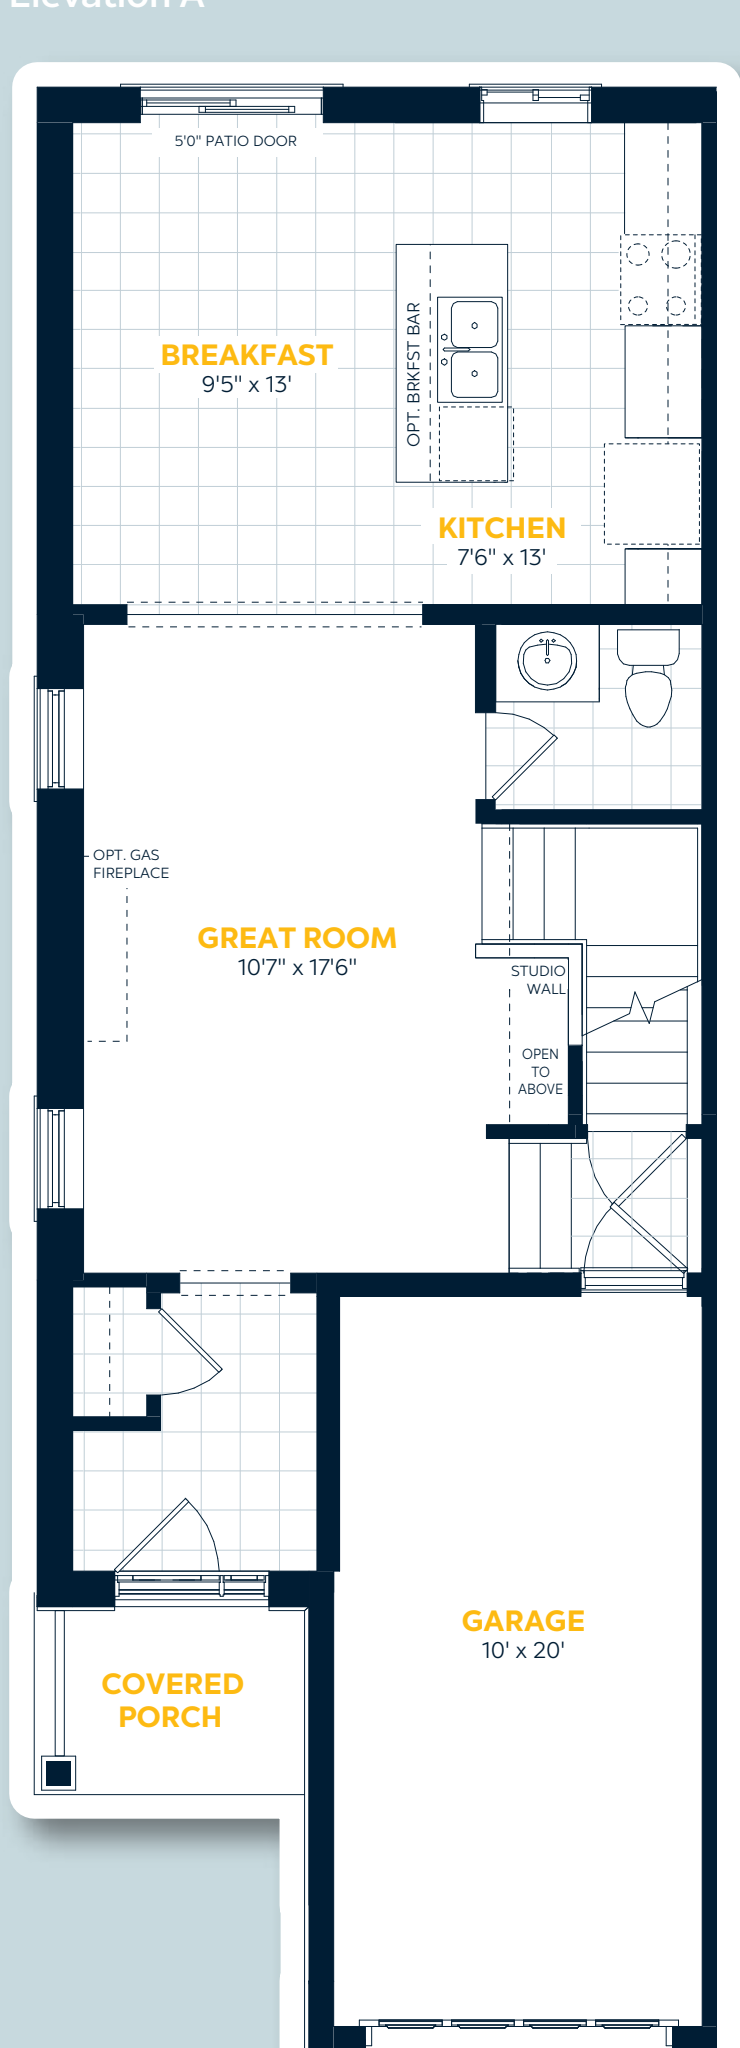 Elevation A
5'0" PATIO DOOR
OPT. BRKFST BAR
BREAKFAST
9'5" x 13'
KITCHEN
7'6" x 13'
OPT. GAS
FIREPLACE
GREAT ROOM
10'7" x 17'6"
STUDIO
WALL
OPEN
TO
ABOVE
GARAGE
10' x 20'
COVERED
PORCH